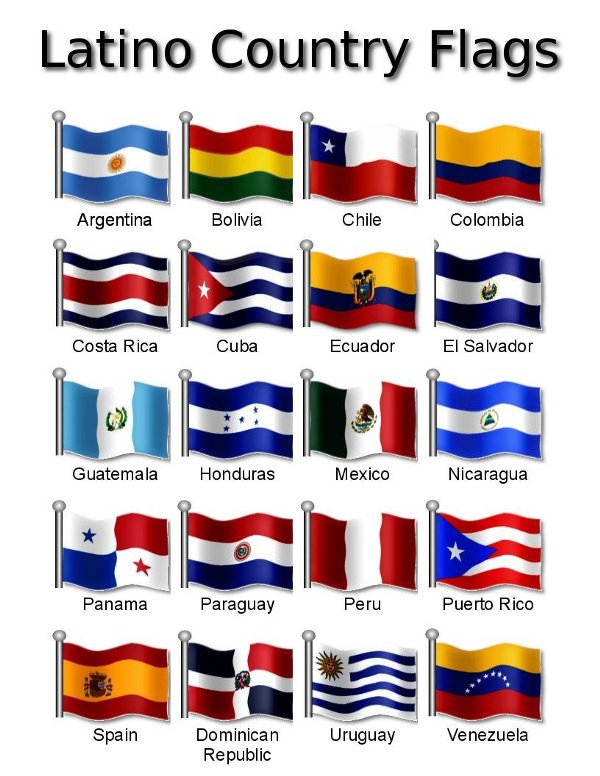 Latino Country Flags
Argentina
Bolivia
Chile
Colombia
Costa Rica
Cuba
Ecuador
El Salvador
Guatemala
Honduras
Mexico
Nicaragua
Panama
Paraguay
Peru
Puerto Rico
Spain
Dominican
Republic
Uruguay
Venezuela